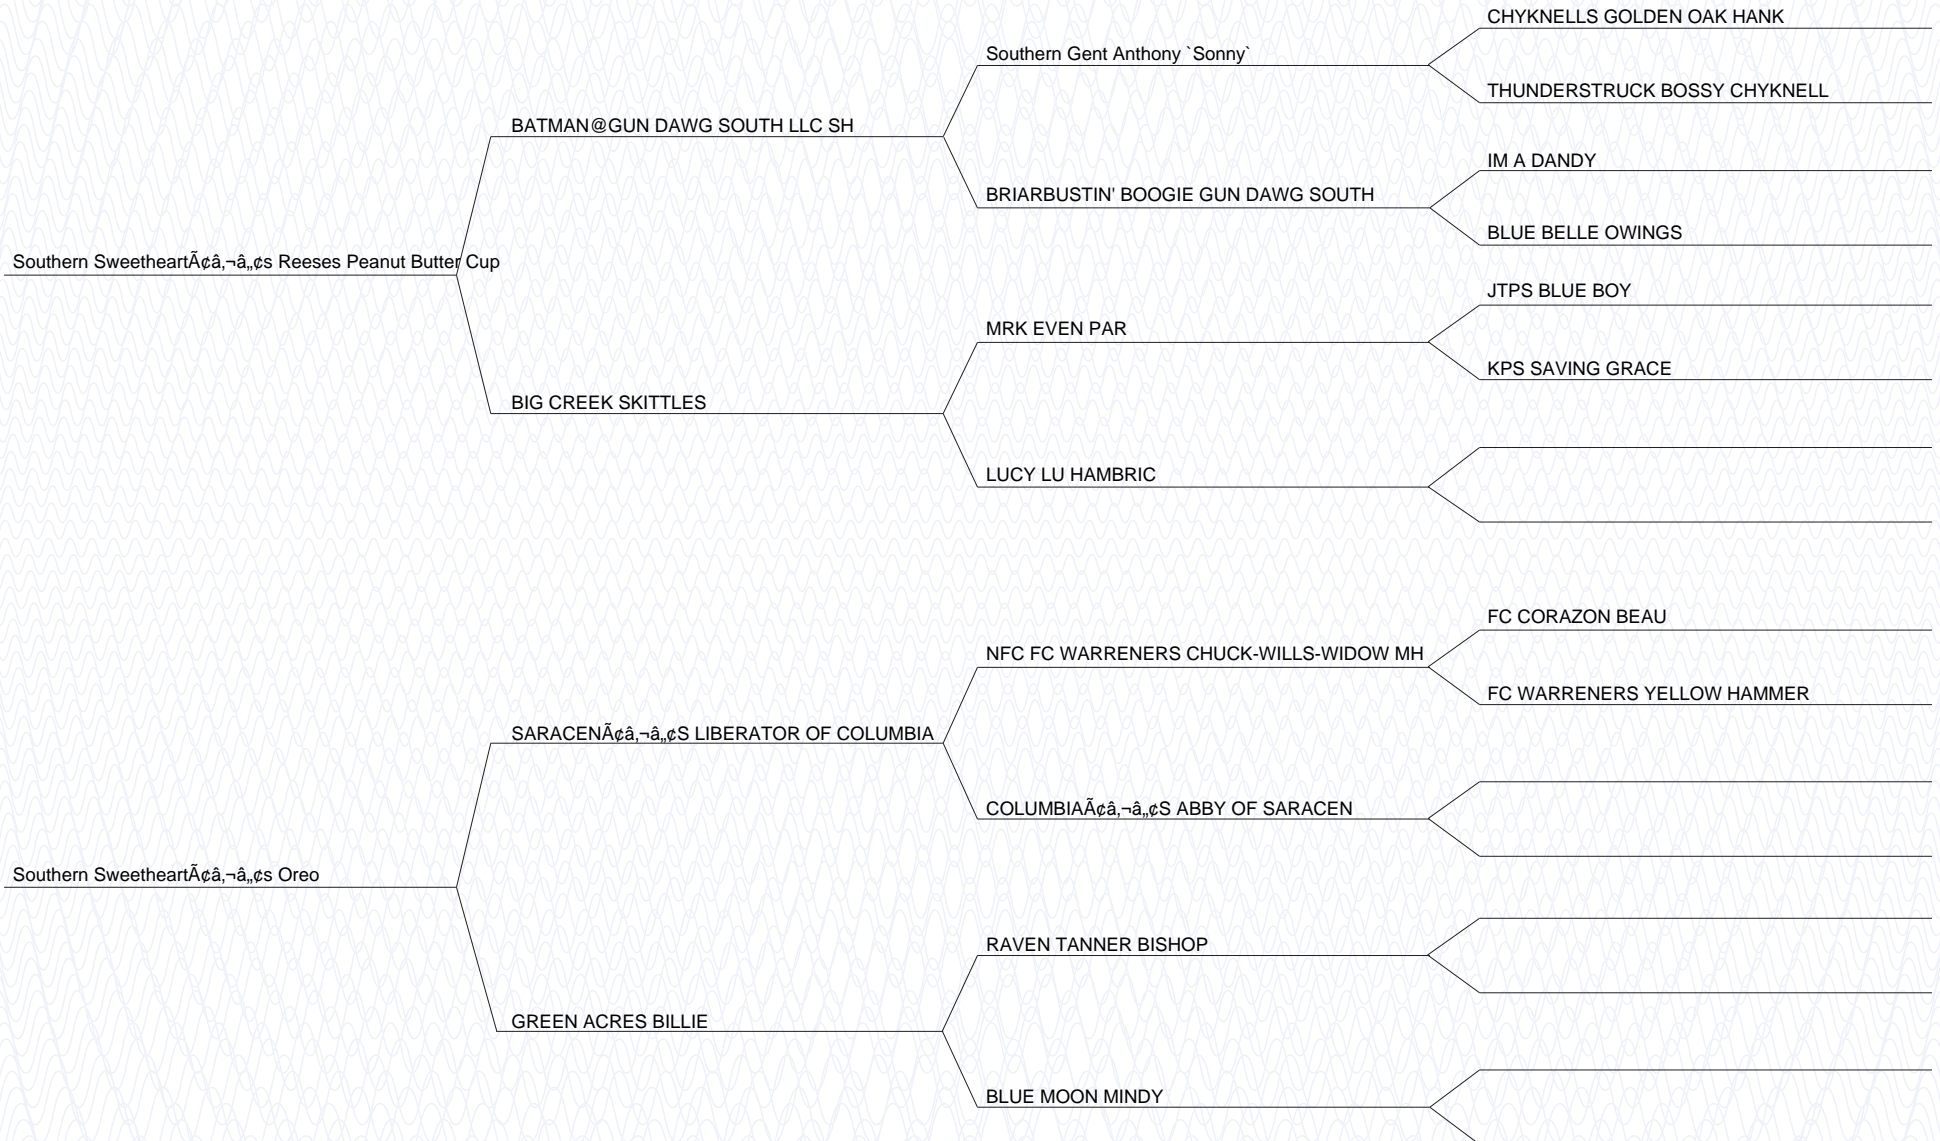 CHYKNELLS GOLDEN OAK HANK
Southern Gent Anthony `Sonny`
THUNDERSTRUCK BOSSY CHYKNELL
BATMAN@GUN DAWG SOUTH LLC SH
IM A DANDY
BRIARBUSTIN' BOOGIE GUN DAWG SOUTH
BLUE BELLE OWINGS
Southern SweetheartÃ¢â‚¬â„¢s Reeses Peanut Butter Cup
JTPS BLUE BOY
MRK EVEN PAR
KPS SAVING GRACE
BIG CREEK SKITTLES
LUCY LU HAMBRIC
FC CORAZON BEAU
NFC FC WARRENERS CHUCK-WILLS-WIDOW MH
FC WARRENERS YELLOW HAMMER
SARACENÃ¢â‚¬â„¢S LIBERATOR OF COLUMBIA
COLUMBIAÃ¢â‚¬â„¢S ABBY OF SARACEN
Southern SweetheartÃ¢â‚¬â„¢s Oreo
RAVEN TANNER BISHOP
GREEN ACRES BILLIE
BLUE MOON MINDY